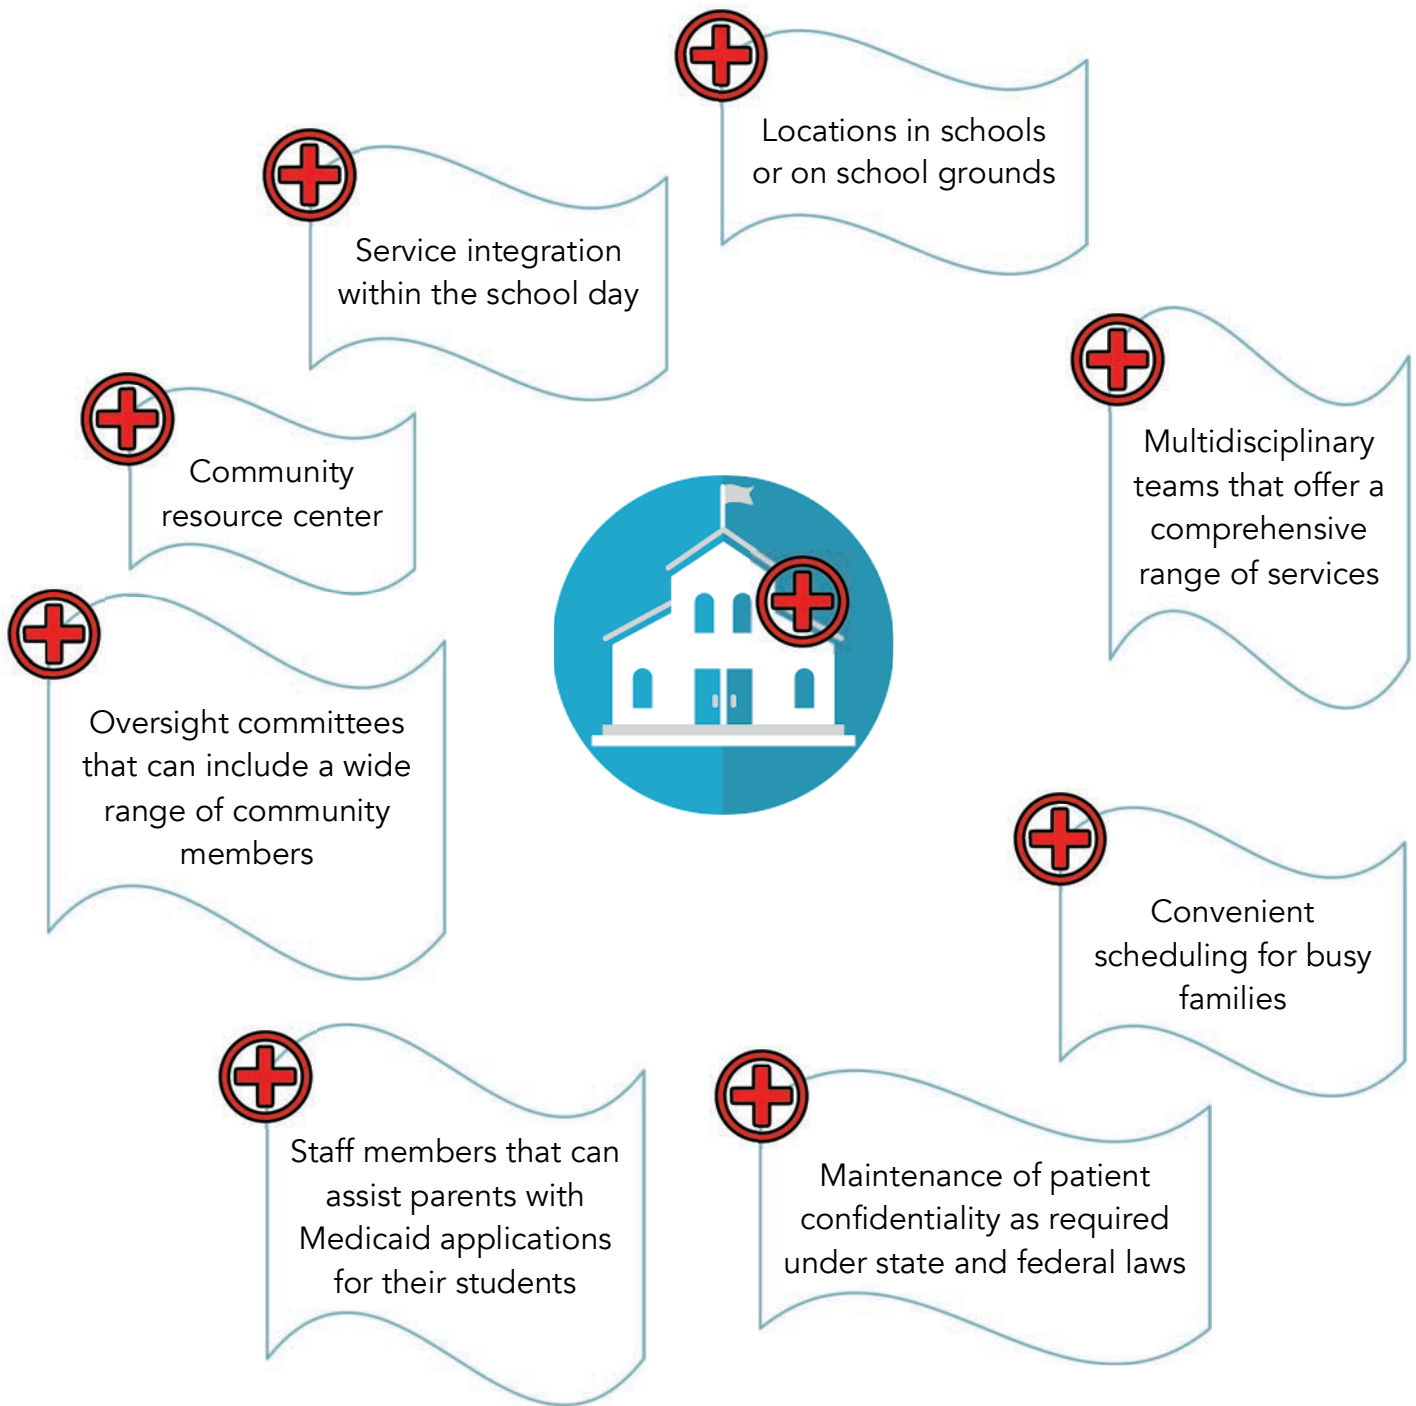 Locations in schools
or on school grounds
Service integration
within the school day
Community
resource center
Multidisciplinary
teams that offer a
comprehensive
range of services
Oversight committees
that can include a wide
range of community
members
Convenient
scheduling for busy
families
Staff members that can
assist parents with
Medicaid applications
for their students
Maintenance of patient
confidentiality as required
under state and federal laws